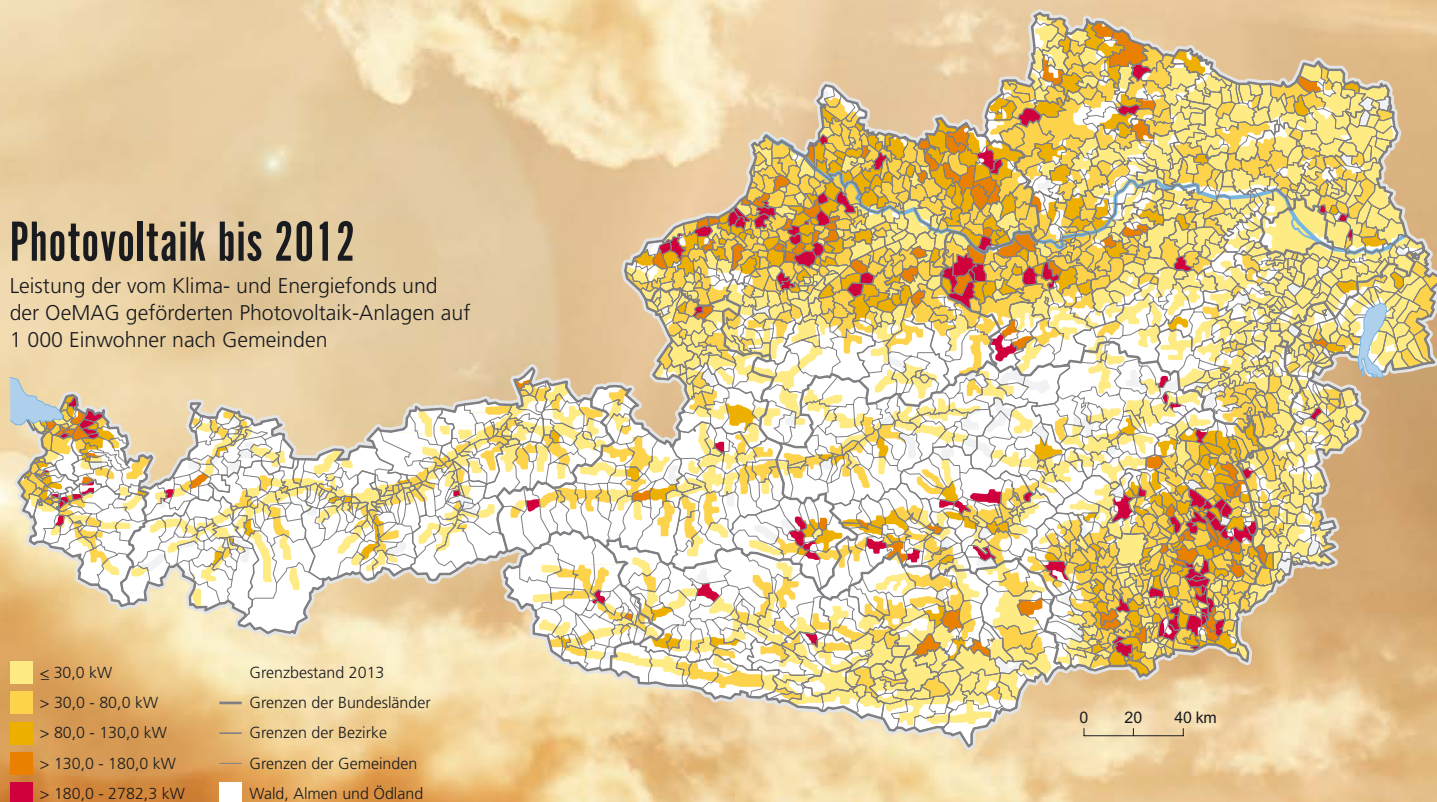 Photovoltaik bis 2012
Leistung der vom Klima- und Energiefonds und
der OeMAG geförderten Photovoltaik-Anlagen auf
1 000 Einwohner nach Gemeinden
≤ 30,0 kW
> 30,0 - 80,0 kW
> 80,0 - 130,0 kW
> 130,0 - 180,0 kW
> 180,0 - 2782,3 kW
Grenzbestand 2013
Grenzen der Bundesländer
Grenzen der Bezirke
Grenzen der Gemeinden
Wald, Almen und Ödland
0 20 40 km